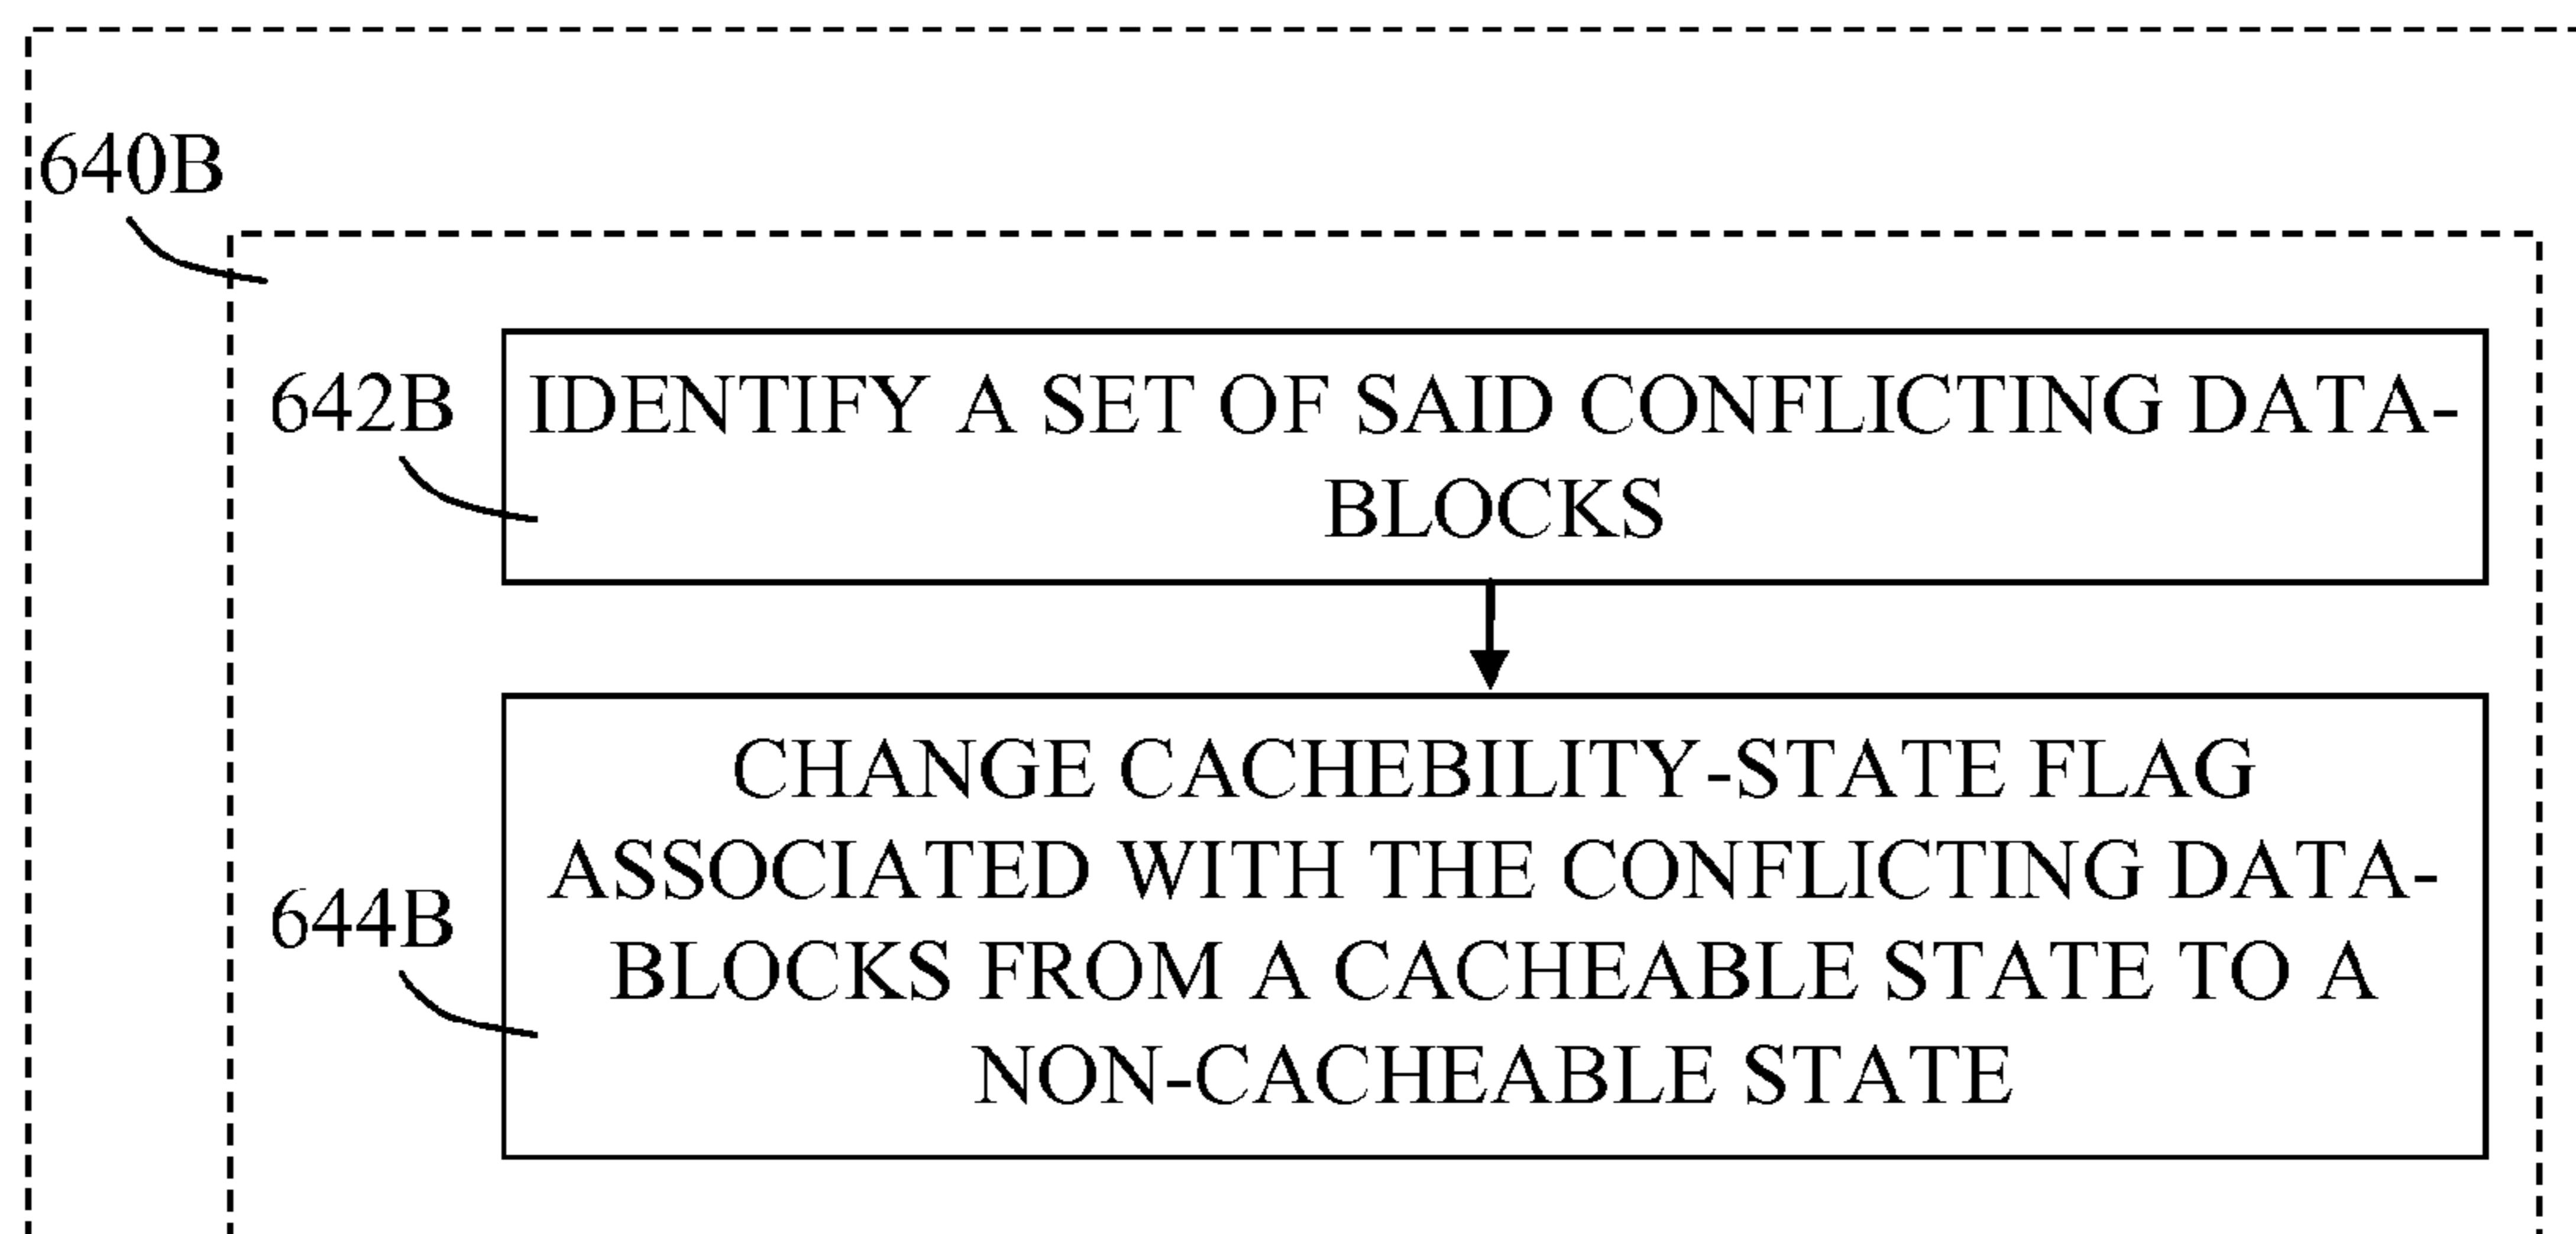 640B
642B
IDENTIFY A SET OF SAID CONFLICTING DATA-
BLOCKS
CHANGE CACHEBILITY-STATE FLAG
ASSOCIATED WITH THE CONFLICTING DATA-
644B
BLOCKS FROM A CACHEABLE STATE TO A
NON-CACHEABLE STATE